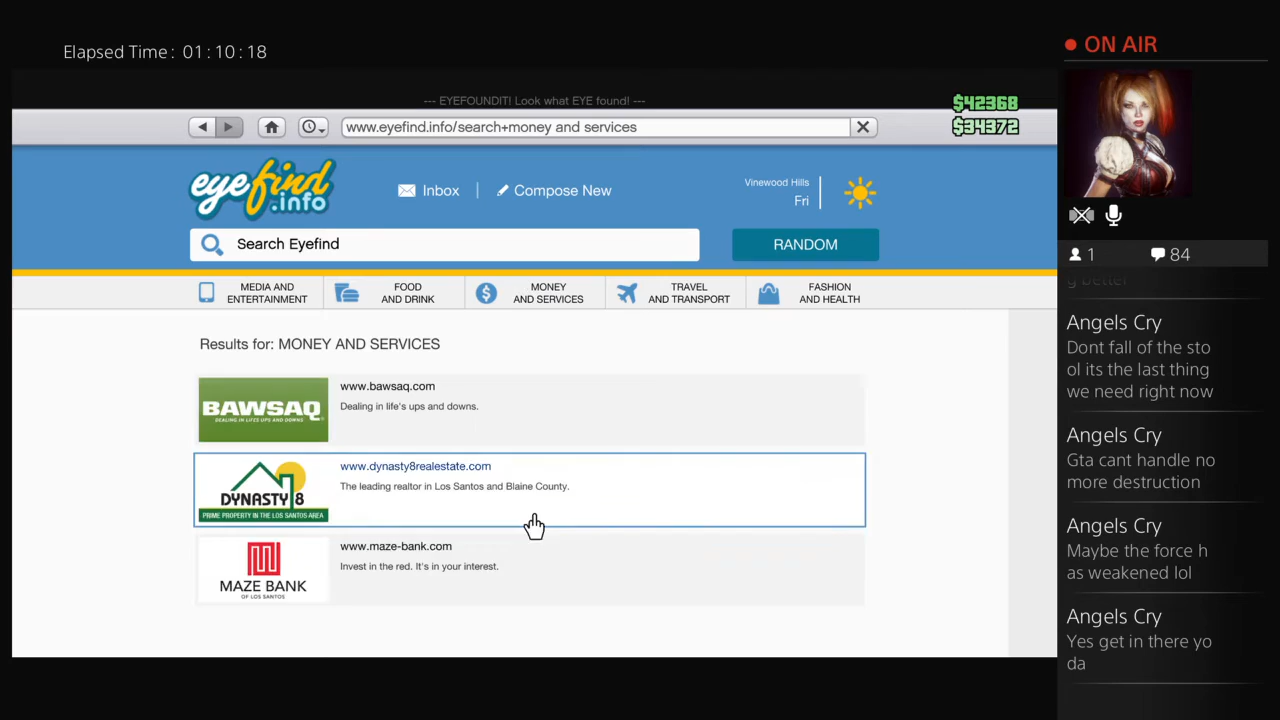 Elapsed Time: 01:10:18
--- EYEFOUNDIT! Look what EYE found! ---
www.eyefind.info/search+money and services
$42368
$34372
eyefind
.info
Inbox
Compose New
Vinewood Hills
Fri
Search Eyefind
RANDOM
MEDIA AND
ENTERTAINMENT
FOOD
AND DRINK
MONEY
AND SERVICES
TRAVEL
AND TRANSPORT
FASHION
AND HEALTH
Results for: MONEY AND SERVICES
BAWSAQ
DEALING IN LIFE'S UPS AND DOWNS.
www.bawsaq.com
Dealing in life's ups and downs.
DYNASTY 8
PRIME PROPERTY IN THE LOS SANTOS AREA
www.dynasty8realestate.com
The leading realtor in Los Santos and Blaine County.
MAZE BANK
OF LOS SANTOS
www.maze-bank.com
Invest in the red. It's in your interest.
ON AIR
1
84
g better
Angels Cry
Dont fall of the sto
ol its the last thing
we need right now
Angels Cry
Gta cant handle no
more destruction
Angels Cry
Maybe the force h
as weakened lol
Angels Cry
Yes get in there yo
da